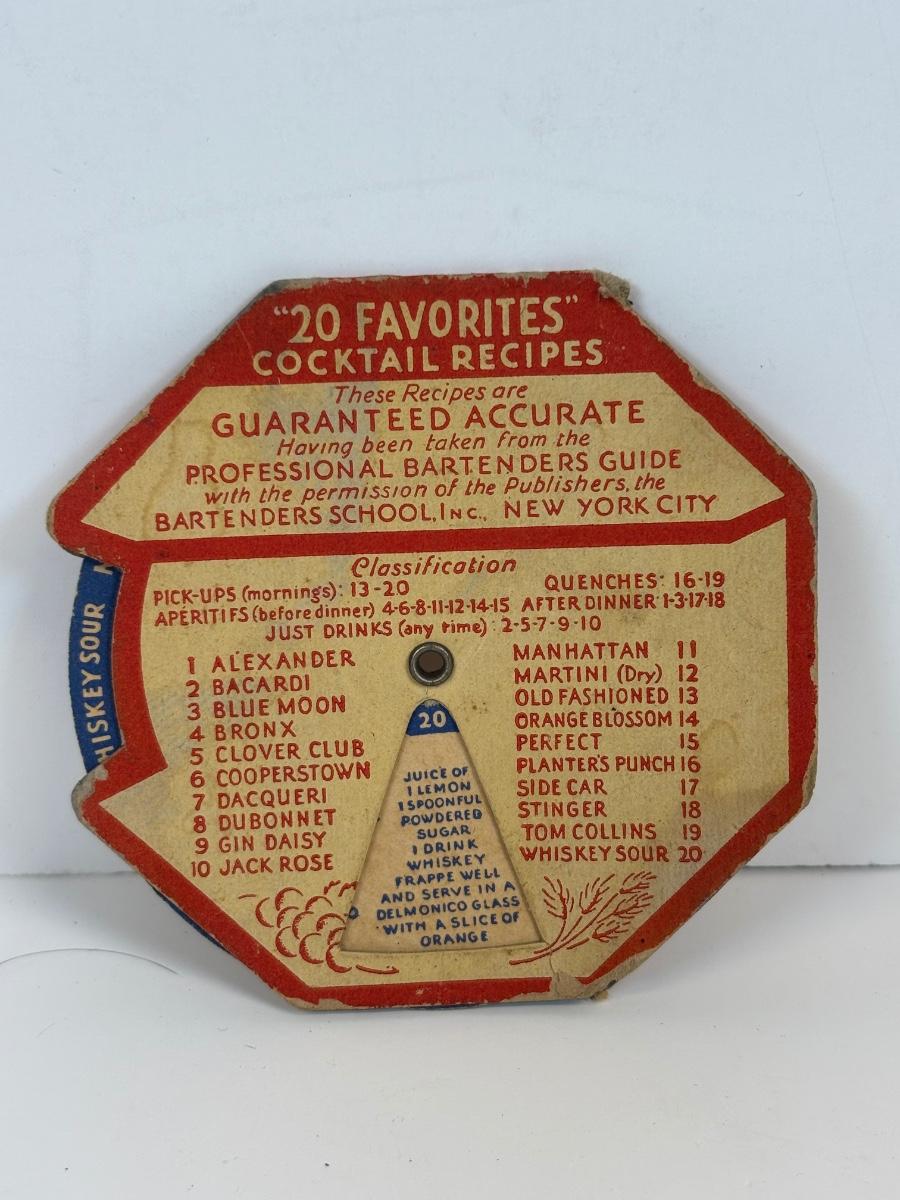 "20 FAVORITES"
COCKTAIL RECIPES
These Recipes are
GUARANTEED ACCURATE
Having been taken from the
PROFESSIONAL BARTENDERS GUIDE
with the permission of the Publishers, the
BARTENDERS SCHOOL, INC., NEW YORK CITY
Classification
PICK-UPS (mornings): 13-20
QUENCHES: 16-19
APÉRITIFS (before dinner) 4-6-8-11-12-14-15 AFTER DINNER 1-3-17-18
JUST DRINKS (any time): 2-5-7-9-10
1 ALEXANDER
2 BACARDI
3 BLUE MOON
4 BRONX
5 CLOVER CLUB
6 COOPERSTOWN
7 DACQUERI
8 DUBONNET
9 GIN DAISY
10 JACK ROSE
MANHATTAN 11
MARTINI (Dry) 12
OLD FASHIONED 13
ORANGE BLOSSOM 14
PERFECT 15
PLANTER'S PUNCH 16
SIDE CAR 17
STINGER 18
TOM COLLINS 19
WHISKEY SOUR 20
20
JUICE OF
1 LEMON
1 SPOONFUL
POWDERED
SUGAR
1 DRINK
WHISKEY
FRAPPE WELL
AND SERVE IN A
DELMONICO GLASS
WITH A SLICE OF
ORANGE
HISKEY SOUR